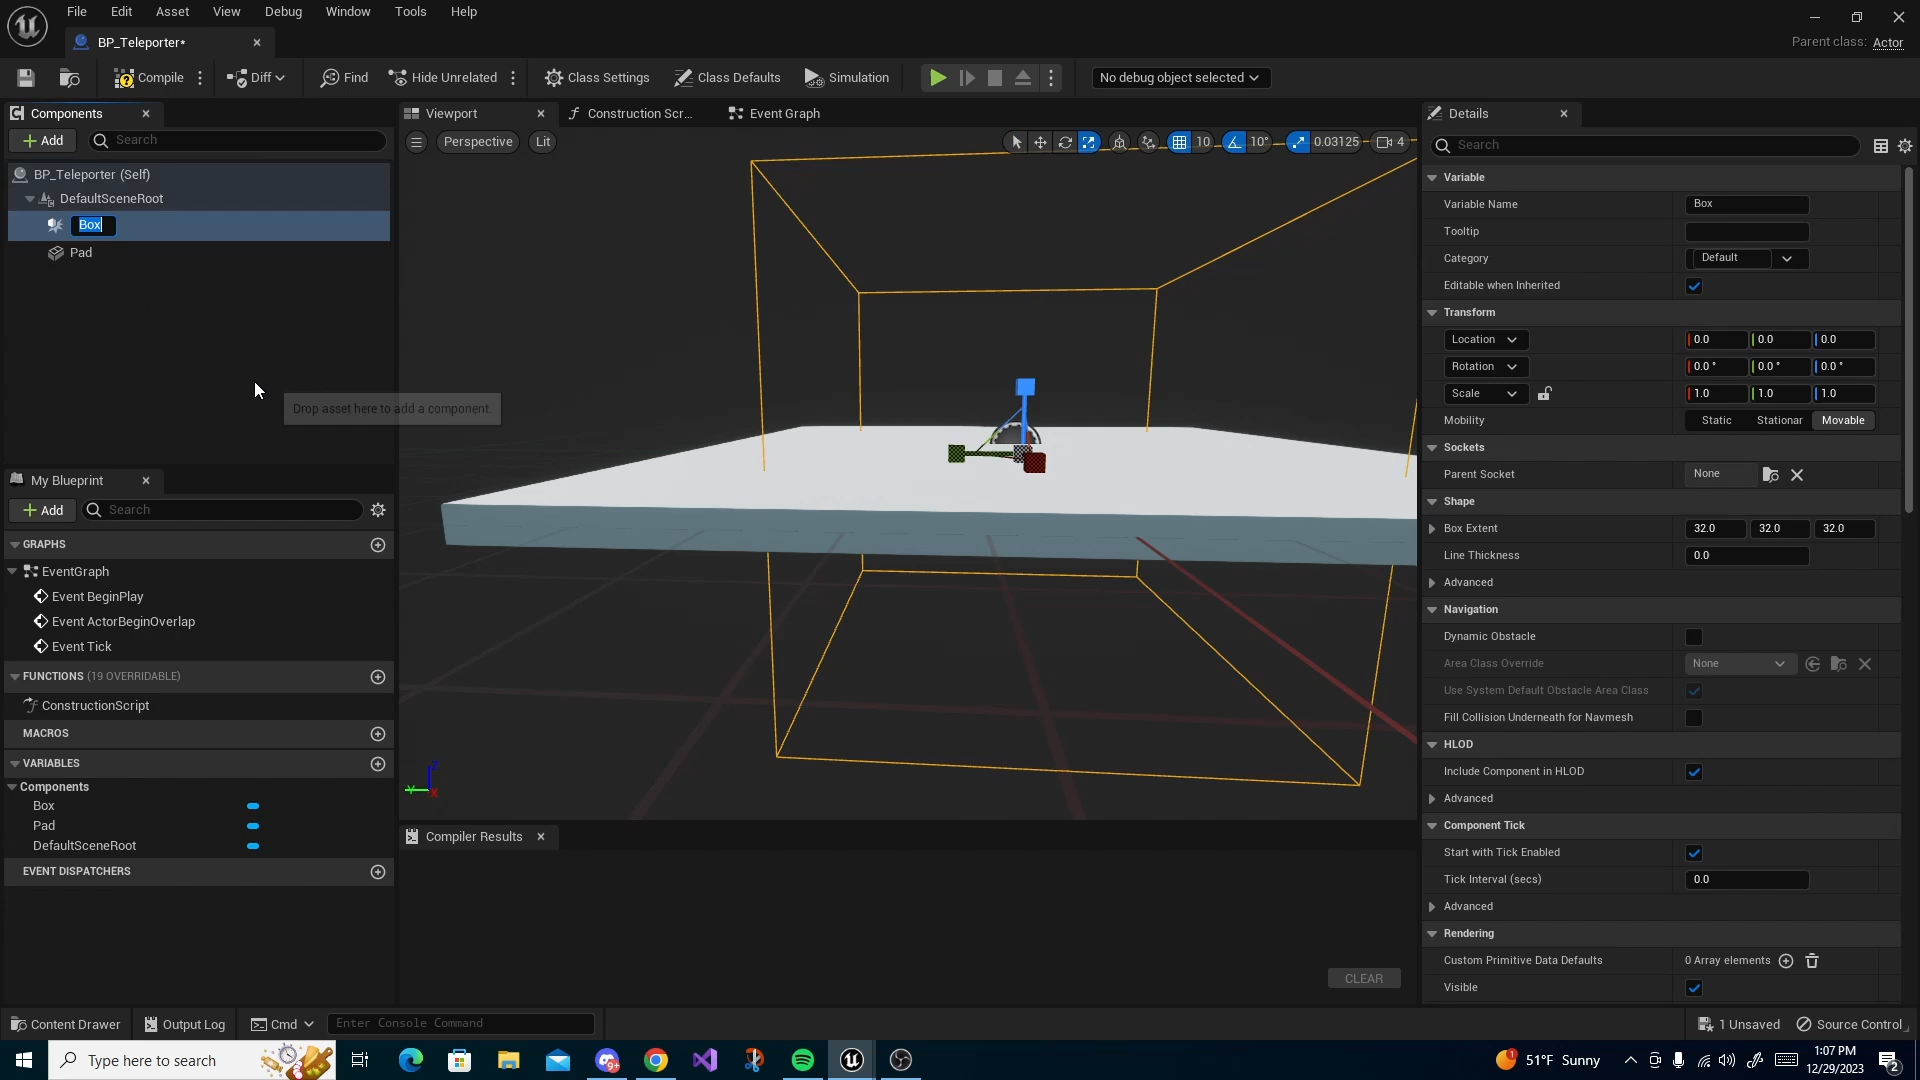 File Edit Asset View Debug Window Tools Help
BP_Teleporter*
Parent class: Actor
Compile Diff Find Hide Unrelated Class Settings Class Defaults Simulation No debug object selected
Components
Add Search
BP_Teleporter (Self)
DefaultSceneRoot
Box
Pad
Drop asset here to add a component.
My Blueprint
Add Search
GRAPHS
EventGraph
Event BeginPlay
Event ActorBeginOverlap
Event Tick
FUNCTIONS (19 OVERRIDABLE)
ConstructionScript
MACROS
VARIABLES
Components
Box
Pad
DefaultSceneRoot
EVENT DISPATCHERS
Viewport Construction Scr... Event Graph
Perspective Lit 10 10° 0.03125 4
Z
Y X
Compiler Results
CLEAR
Details
Search
Variable
Variable Name Box
Tooltip
Category Default
Editable when Inherited
Transform
Location 0.0 0.0 0.0
Rotation 0.0 ° 0.0 ° 0.0 °
Scale 1.0 1.0 1.0
Mobility Static Stationar Movable
Sockets
Parent Socket None
Shape
Box Extent 32.0 32.0 32.0
Line Thickness 0.0
Advanced
Navigation
Dynamic Obstacle
Area Class Override None
Use System Default Obstacle Area Class
Fill Collision Underneath for Navmesh
HLOD
Include Component in HLOD
Advanced
Component Tick
Start with Tick Enabled
Tick Interval (secs) 0.0
Advanced
Rendering
Custom Primitive Data Defaults 0 Array elements
Visible
Content Drawer Output Log Cmd Enter Console Command 1 Unsaved Source Control
Type here to search 9+ 1 51°F Sunny 1:07 PM
12/29/2023 2